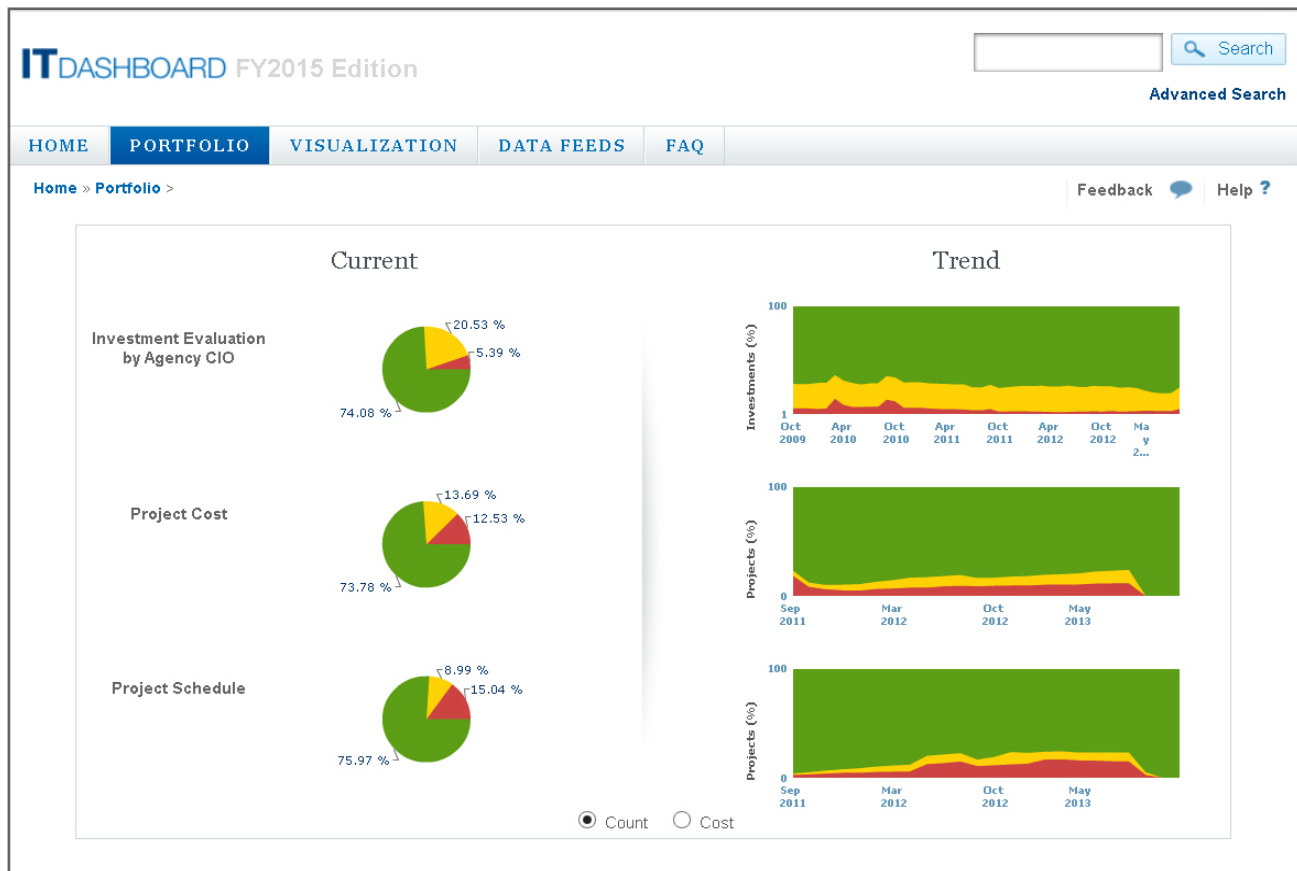 ITDASHBOARD FY2015 Edition
Search
Advanced Search
HOME PORTFOLIO VISUALIZATION DATA FEEDS FAQ
Home » Portfolio >
Feedback Help ?
Current
Trend
Investment Evaluation
by Agency CIO
20.53 %
5.39 %
74.08 %
100
Investments (%)
1
Oct Apr Oct Apr Oct Apr Oct Ma
2009 2010 2010 2011 2011 2012 2012 y
2...
Project Cost
13.69 %
12.53 %
73.78 %
100
Projects (%)
0
Sep Mar Oct May
2011 2012 2012 2013
Project Schedule
8.99 %
15.04 %
75.97 %
100
Projects (%)
0
Sep Mar Oct May
2011 2012 2012 2013
Count Cost